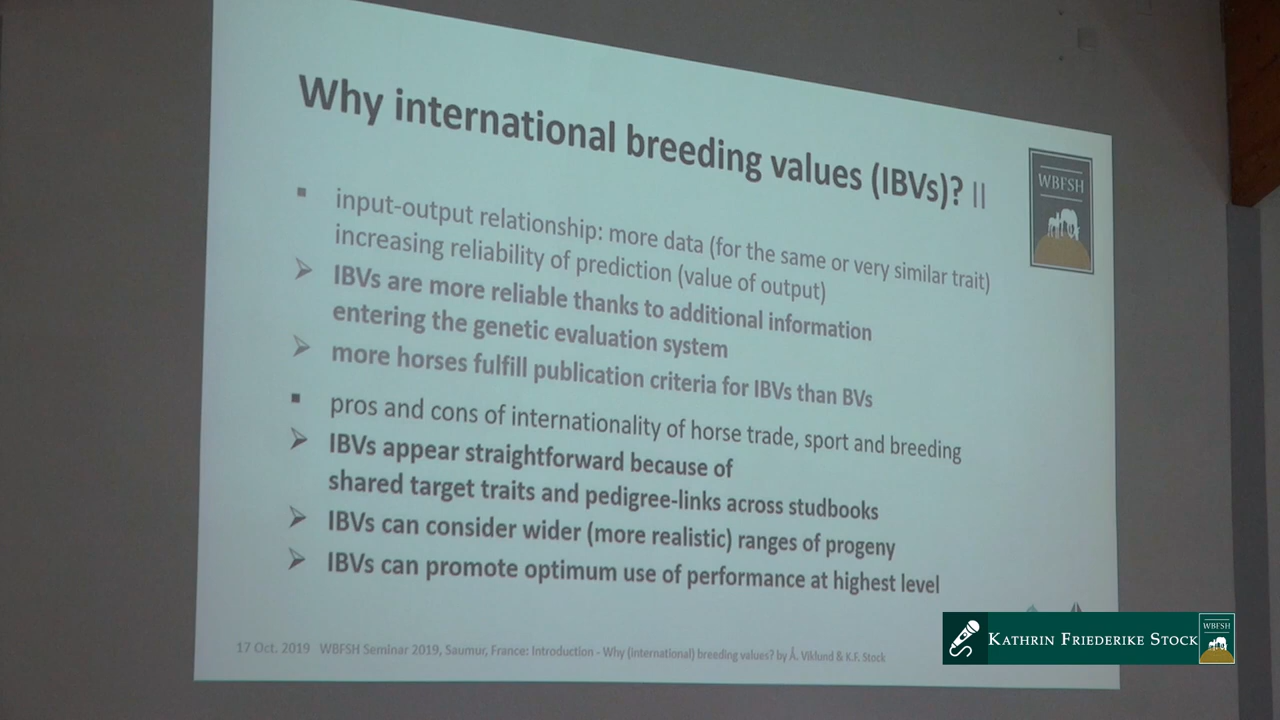 Why international breeding values (IBVs)? II
WBFSH
▪ input-output relationship: more data (for the same or very similar trait)
increasing reliability of prediction (value of output)
➢ IBVs are more reliable thanks to additional information
entering the genetic evaluation system
➢ more horses fulfill publication criteria for IBVs than BVs
▪ pros and cons of internationality of horse trade, sport and breeding
➢ IBVs appear straightforward because of
shared target traits and pedigree-links across studbooks
➢ IBVs can consider wider (more realistic) ranges of progeny
➢ IBVs can promote optimum use of performance at highest level
17 Oct. 2019 WBFSH Seminar 2019, Saumur, France: Introduction - Why (international) breeding values? by Å. Viklund & K.F. Stock
KATHRIN FRIEDERIKE STOCK
WBFSH